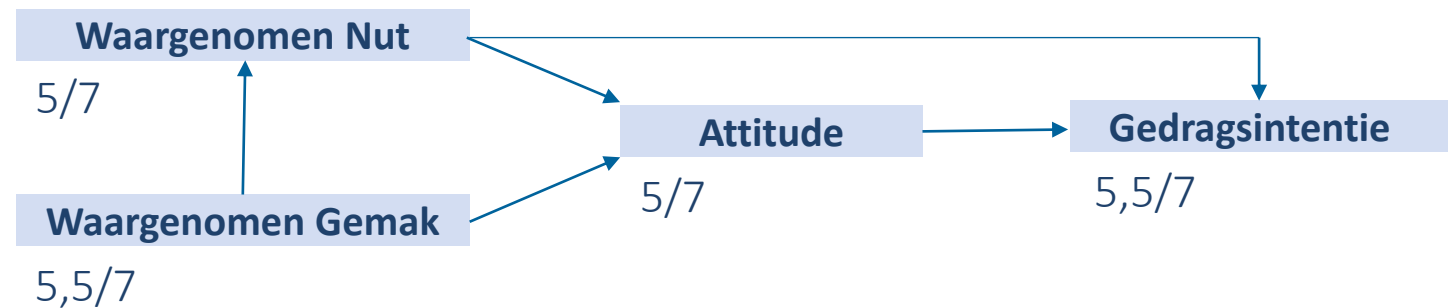 Waargenomen Nut
5/7
Attitude
5/7
Gedragsintentie
5,5/7
Waargenomen Gemak
5,5/7